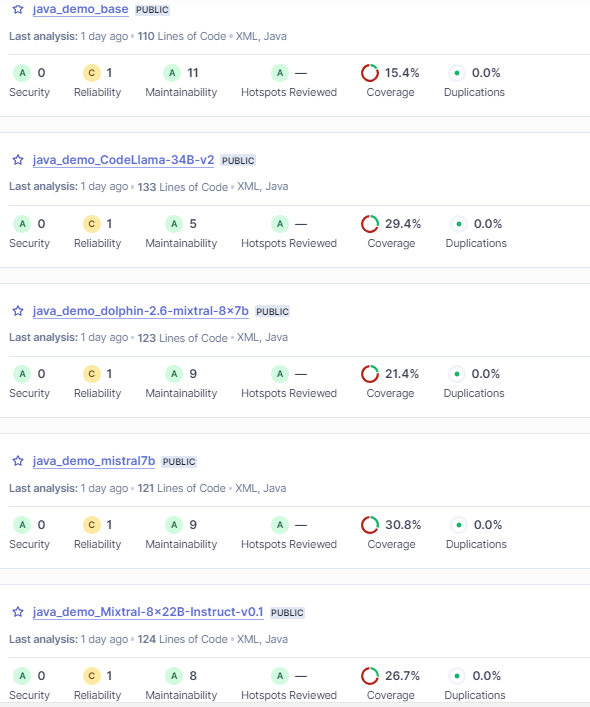 java_demo_base PUBLIC
Last analysis: 1 day ago • 110 Lines of Code • XML, Java
A 0 C 1 A 11 A — 15.4% 0.0%
Security Reliability Maintainability Hotspots Reviewed Coverage Duplications
java_demo_CodeLlama-34B-v2 PUBLIC
Last analysis: 1 day ago • 133 Lines of Code • XML, Java
A 0 C 1 A 5 A — 29.4% 0.0%
Security Reliability Maintainability Hotspots Reviewed Coverage Duplications
java_demo_dolphin-2.6-mixtral-8x7b PUBLIC
Last analysis: 1 day ago • 123 Lines of Code • XML, Java
A 0 C 1 A 9 A — 21.4% 0.0%
Security Reliability Maintainability Hotspots Reviewed Coverage Duplications
java_demo_mistral7b PUBLIC
Last analysis: 1 day ago • 121 Lines of Code • XML, Java
A 0 C 1 A 9 A — 30.8% 0.0%
Security Reliability Maintainability Hotspots Reviewed Coverage Duplications
java_demo_Mixtral-8x22B-Instruct-v0.1 PUBLIC
Last analysis: 1 day ago • 124 Lines of Code • XML, Java
A 0 C 1 A 8 A — 26.7% 0.0%
Security Reliability Maintainability Hotspots Reviewed Coverage Duplications